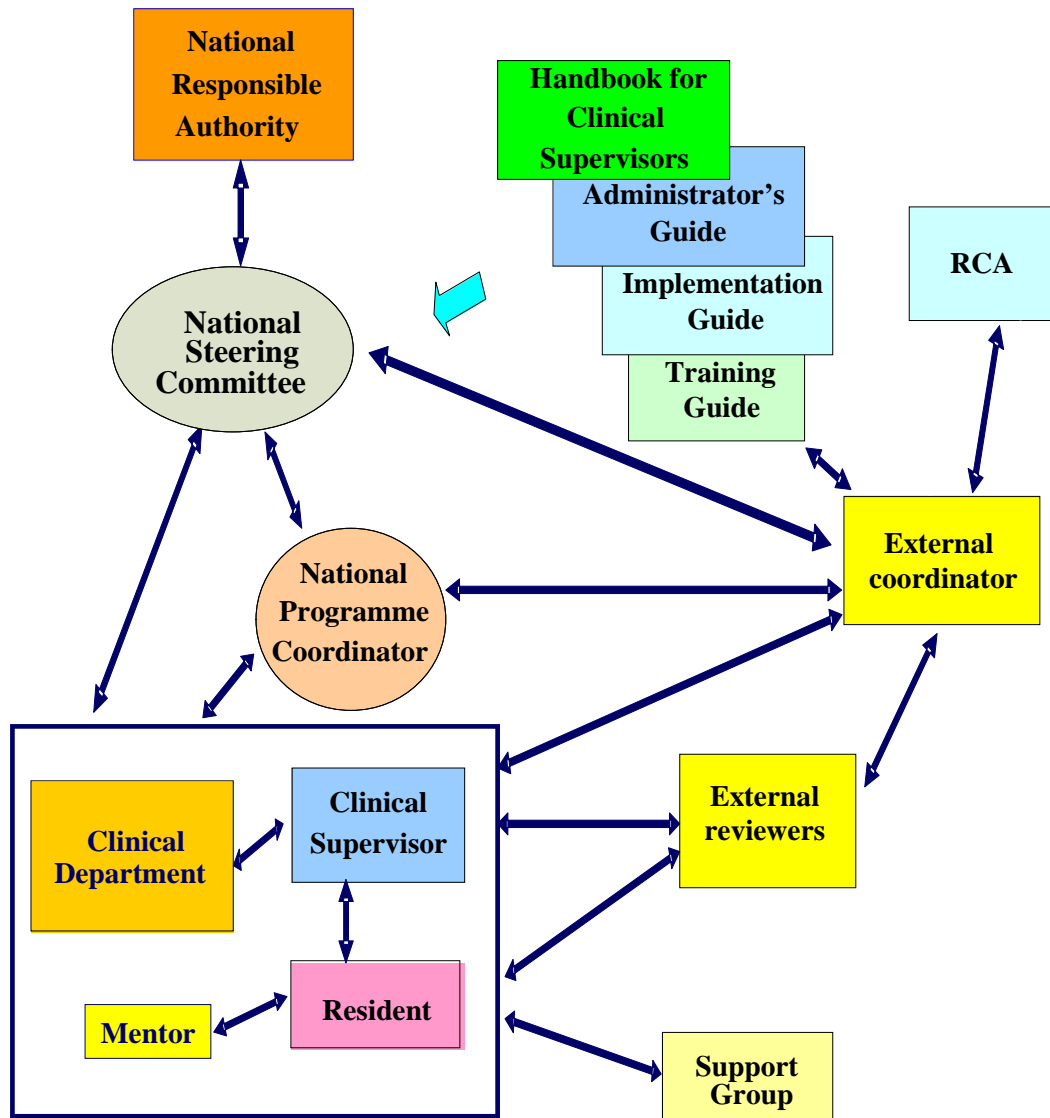 National
Responsible
Authority
Handbook for
Clinical
Supervisors
Administrator's
Guide
Implementation
Guide
Training
Guide
RCA
National
Steering
Committee
External
coordinator
National
Programme
Coordinator
Clinical
Department
Clinical
Supervisor
External
reviewers
Resident
Mentor
Support
Group